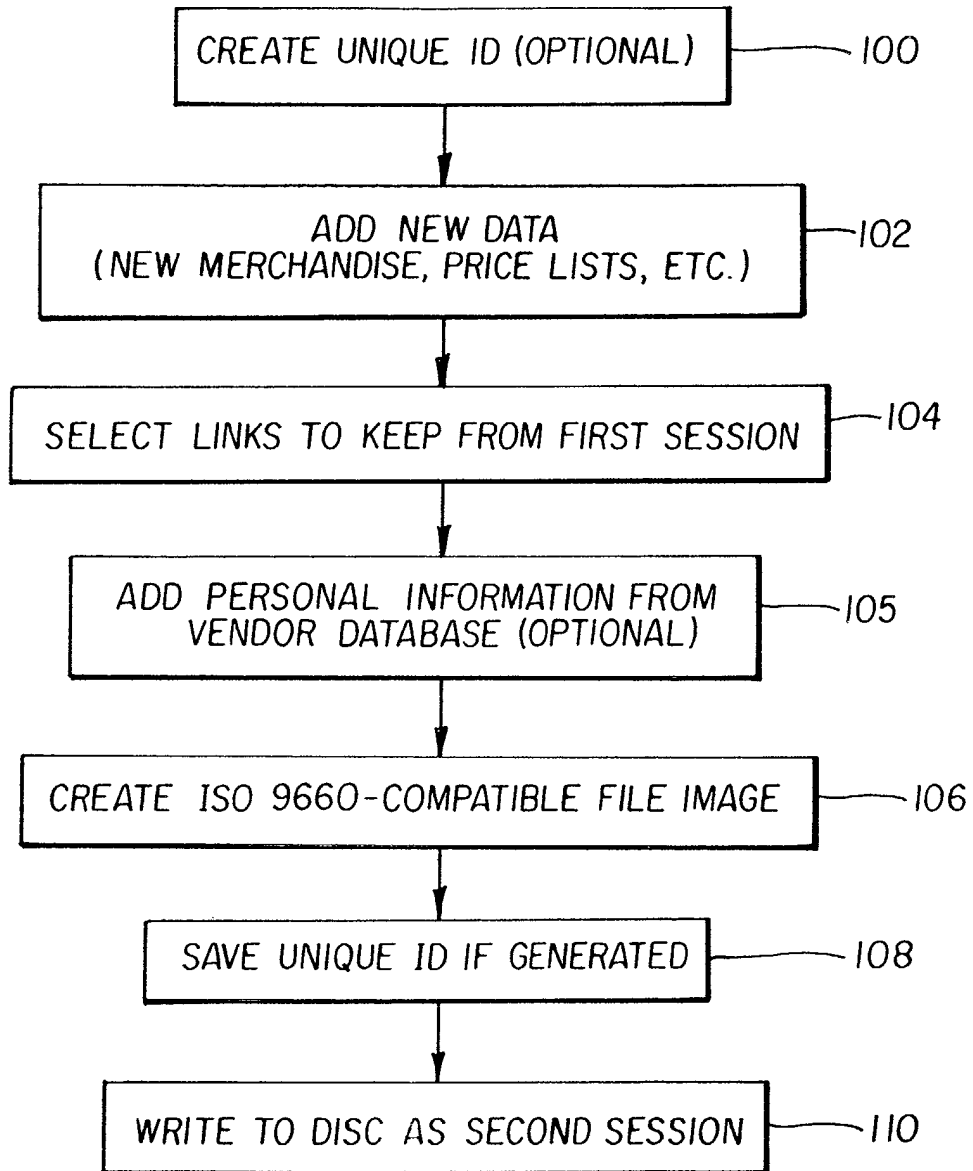 CREATE UNIQUE ID (OPTIONAL)
100
ADD NEW DATA
(NEW MERCHANDISE, PRICE LISTS, ETC.)
102
SELECT LINKS TO KEEP FROM FIRST SESSION
104
ADD PERSONAL INFORMATION FROM
VENDOR DATABASE (OPTIONAL)
105
CREATE ISO 9660-COMPATIBLE FILE IMAGE
106
SAVE UNIQUE ID IF GENERATED
108
WRITE TO DISC AS SECOND SESSION
110